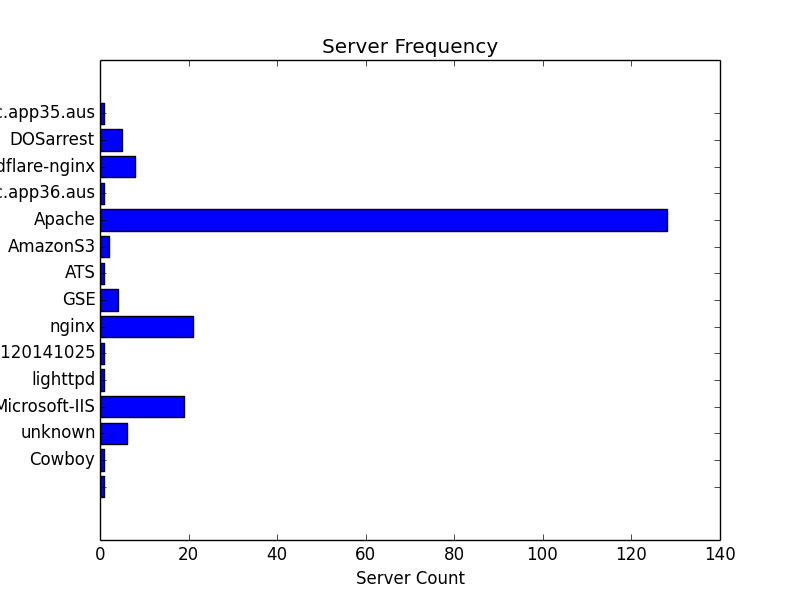 Server Frequency
c.app35.aus
DOSarrest
dflare-nginx
c.app36.aus
Apache
AmazonS3
ATS
GSE
nginx
120141025
lighttpd
Microsoft-IIS
unknown
Cowboy
0 20 40 60 80 100 120 140
Server Count